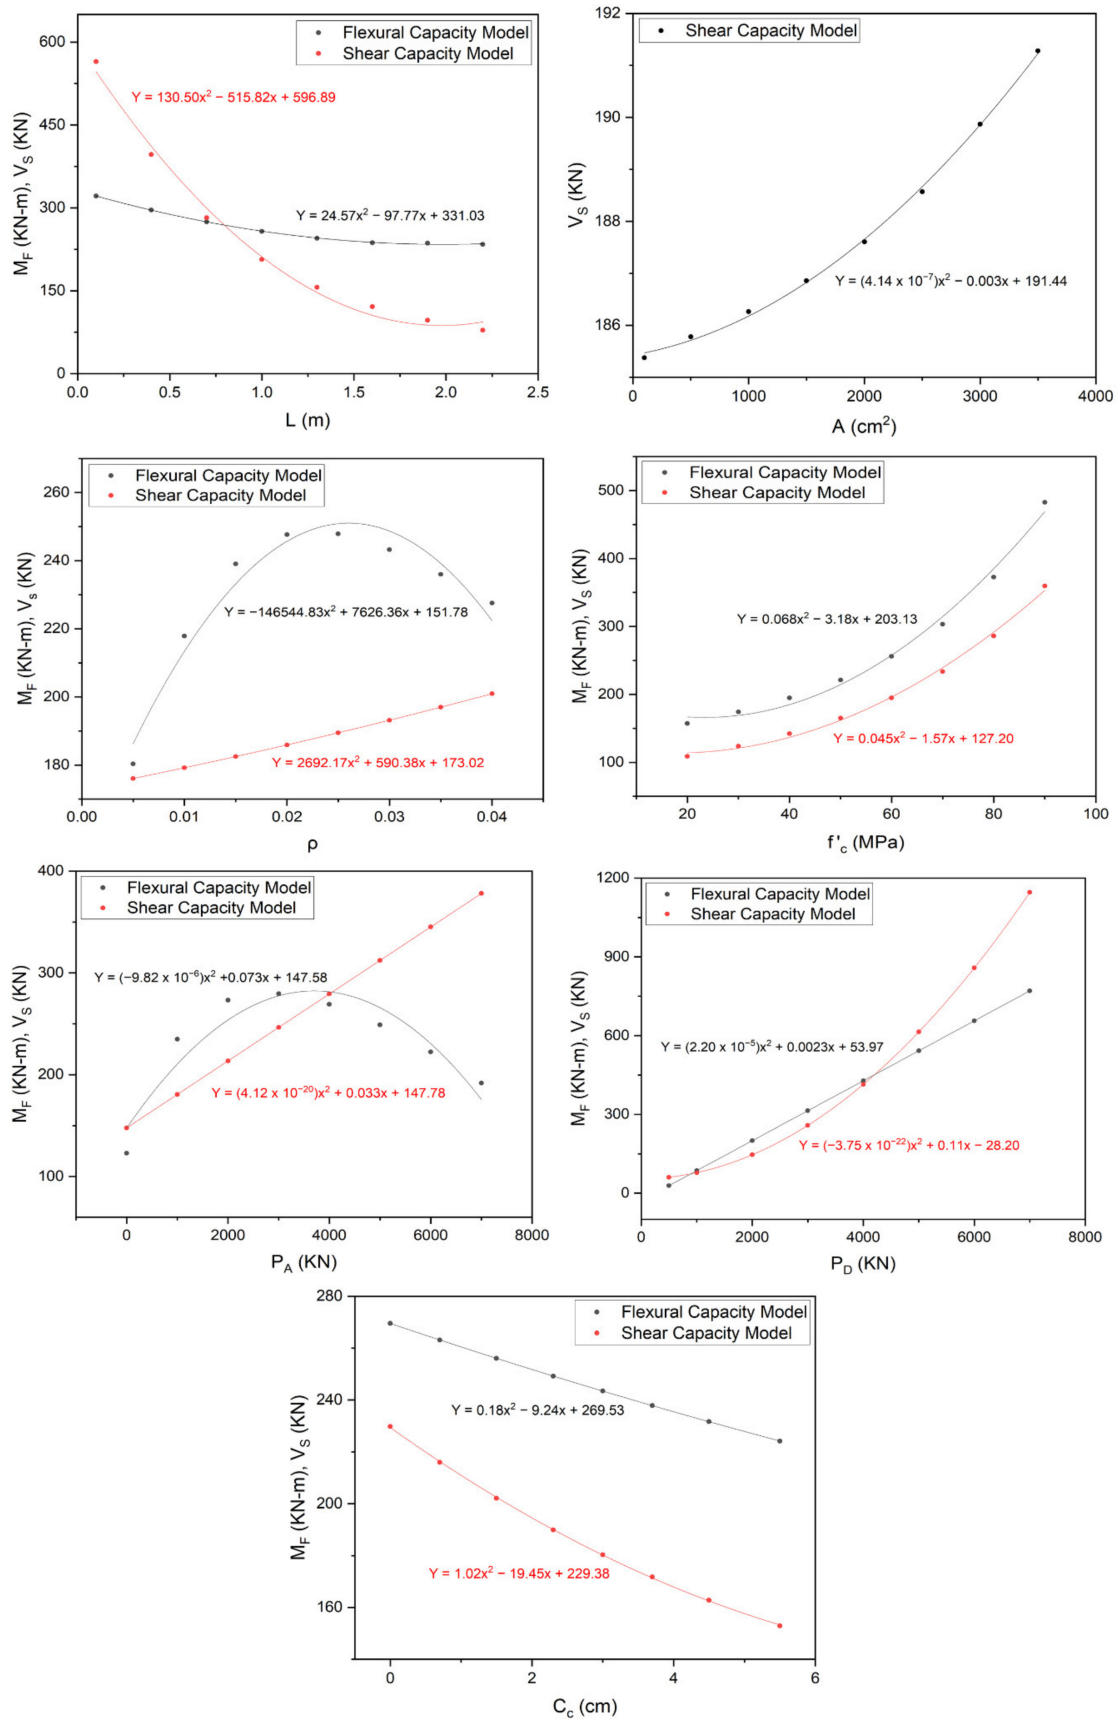 Flexural Capacity Model
Shear Capacity Model
Y = 130.50x² − 515.82x + 596.89
Y = 24.57x² − 97.77x + 331.03
600
450
300
150
0
0.0 0.5 1.0 1.5 2.0 2.5
M_F (KN-m), V_S (KN)
L (m)
Shear Capacity Model
Y = (4.14 x 10⁻⁷)x² − 0.003x + 191.44
192
190
188
186
0 1000 2000 3000 4000
V_S (KN)
A (cm²)
Flexural Capacity Model
Shear Capacity Model
Y = −146544.83x² + 7626.36x + 151.78
Y = 2692.17x² + 590.38x + 173.02
260
240
220
200
180
0.00 0.01 0.02 0.03 0.04
M_F (KN-m), V_s (KN)
ρ
Flexural Capacity Model
Shear Capacity Model
Y = 0.068x² − 3.18x + 203.13
Y = 0.045x² − 1.57x + 127.20
500
400
300
200
100
20 40 60 80 100
M_F (KN-m), V_S (KN)
f'_c (MPa)
Flexural Capacity Model
Shear Capacity Model
Y = (−9.82 x 10⁻⁶)x² +0.073x + 147.58
Y = (4.12 x 10⁻²⁰)x² + 0.033x + 147.78
400
300
200
100
0 2000 4000 6000 8000
M_F (KN-m), V_S (KN)
P_A (KN)
Flexural Capacity Model
Shear Capacity Model
Y = (2.20 x 10⁻⁵)x² + 0.0023x + 53.97
Y = (−3.75 x 10⁻²²)x² + 0.11x − 28.20
1200
900
600
300
0
0 2000 4000 6000 8000
M_F (KN-m), V_S (KN)
P_D (KN)
Flexural Capacity Model
Shear Capacity Model
Y = 0.18x² − 9.24x + 269.53
Y = 1.02x² − 19.45x + 229.38
280
240
200
160
0 2 4 6
M_F (KN-m), V_S (KN)
C_c (cm)